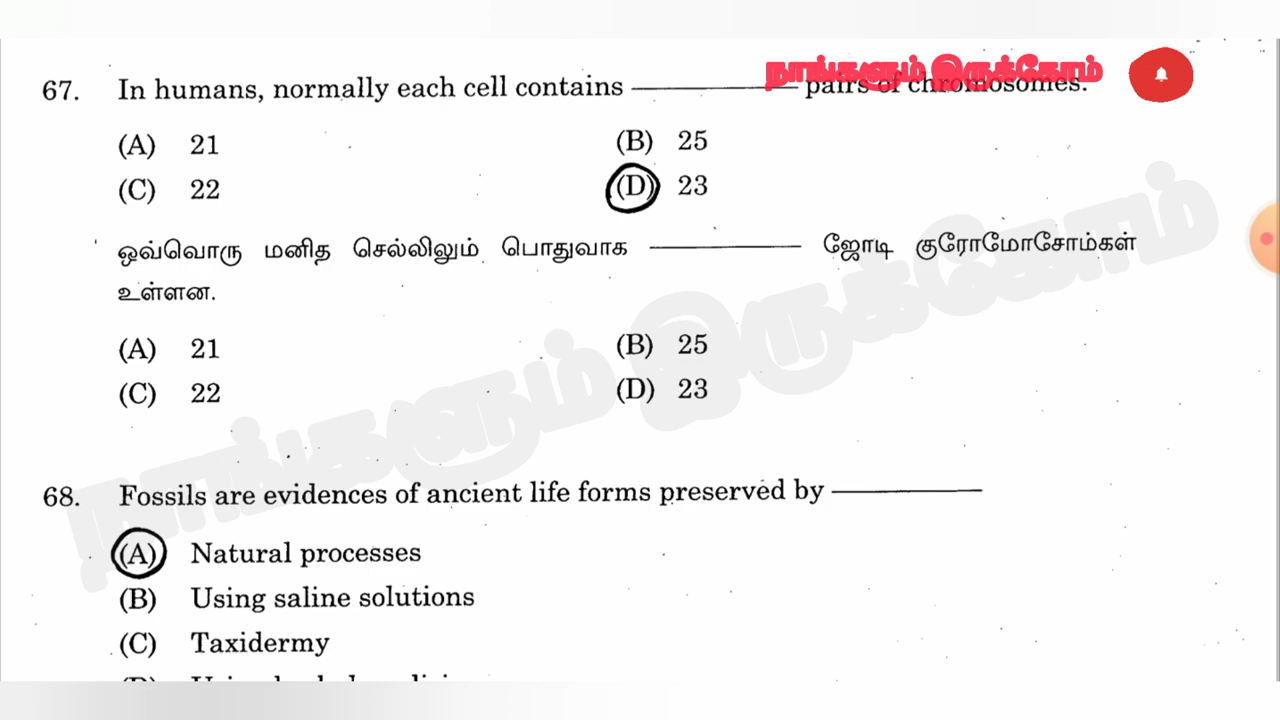 நாங்களும் இருக்கோம்
67. In humans, normally each cell contains ———— pairs of chromosomes.
(A) 21 (B) 25
(C) 22 (D) 23
ஒவ்வொரு மனித செல்லிலும் பொதுவாக ———— ஜோடி குரோமோசோம்கள்
உள்ளன.
(A) 21 (B) 25
(C) 22 (D) 23
நாங்களும் இருக்கோம்
68. Fossils are evidences of ancient life forms preserved by ————
(A) Natural processes
(B) Using saline solutions
(C) Taxidermy